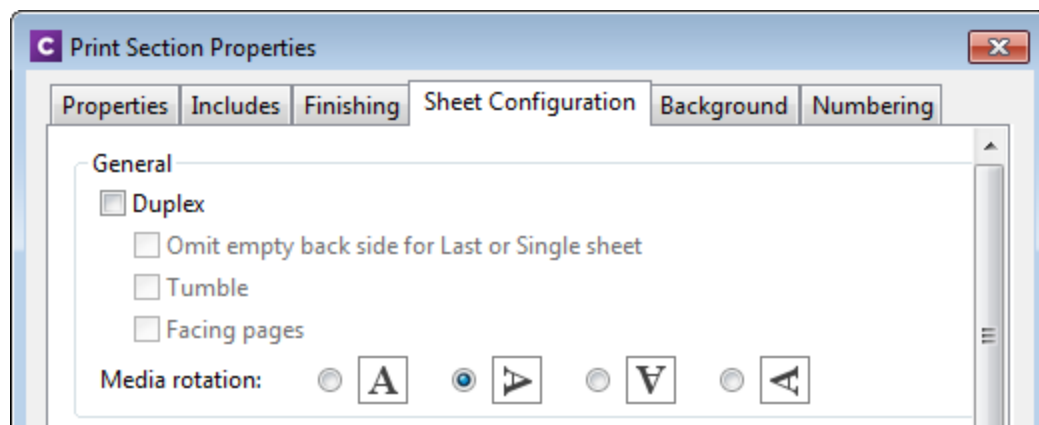 C Print Section Properties
Properties Includes Finishing Sheet Configuration Background Numbering
General
Duplex
Omit empty back side for Last or Single sheet
Tumble
Facing pages
Media rotation: A A A A